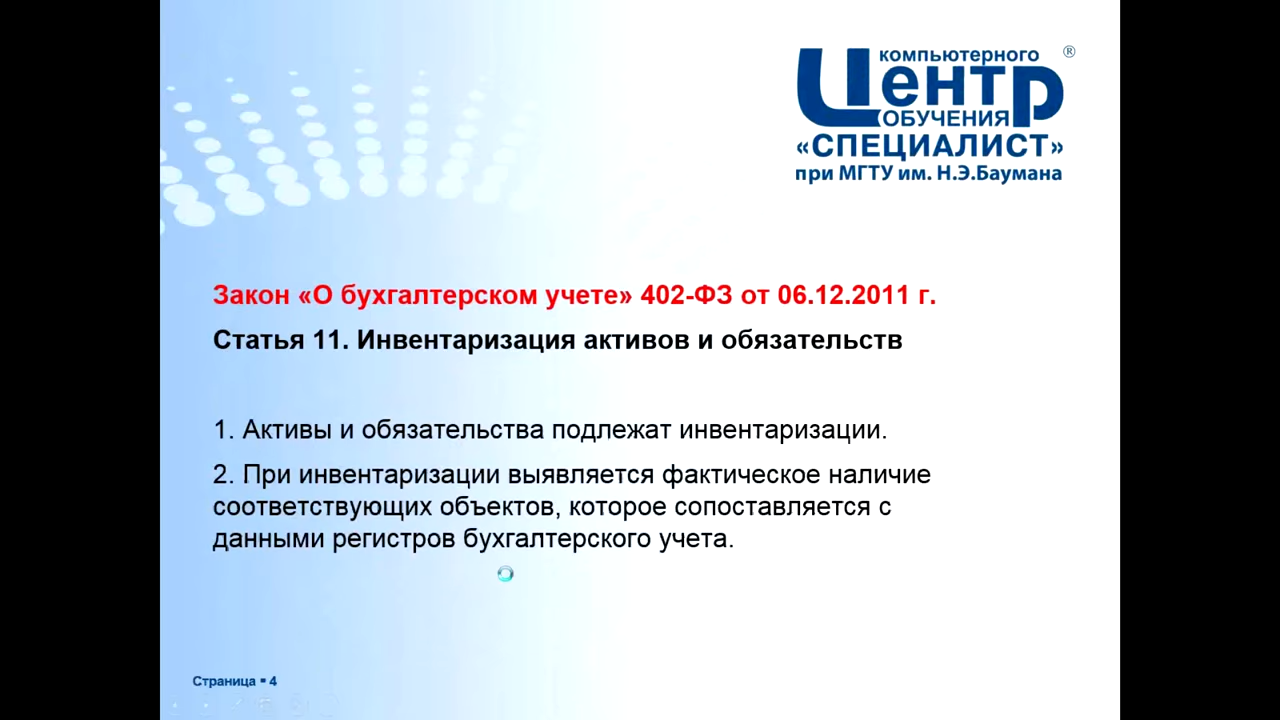 компьютерного ®
Центр
ОБУЧЕНИЯ
«СПЕЦИАЛИСТ»
при МГТУ им. Н.Э.Баумана
Закон «О бухгалтерском учете» 402-ФЗ от 06.12.2011 г.
Статья 11. Инвентаризация активов и обязательств
1. Активы и обязательства подлежат инвентаризации.
2. При инвентаризации выявляется фактическое наличие
соответствующих объектов, которое сопоставляется с
данными регистров бухгалтерского учета.
Страница ▪ 4